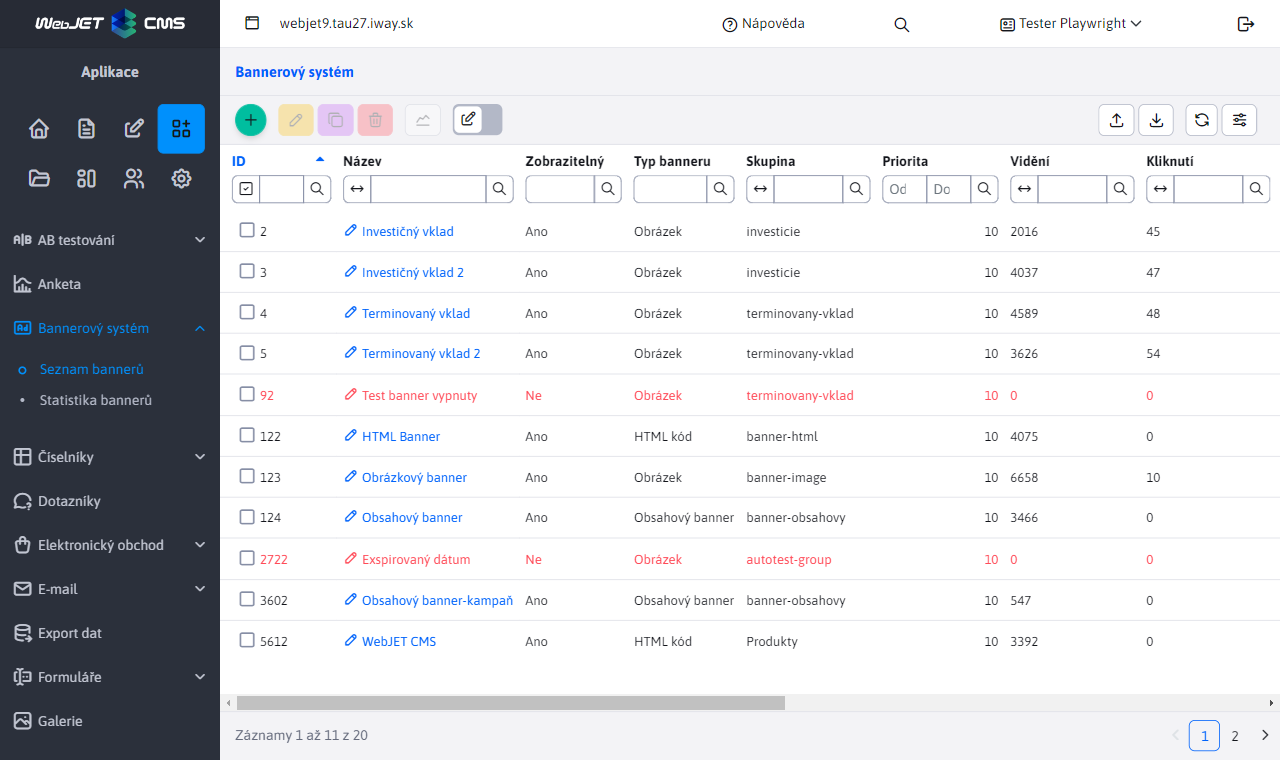 WebJET CMS
webjet9.tau27.iway.sk
Nápověda
Tester Playwright
Aplikace
Bannerový systém
AB testování
Anketa
Bannerový systém
Seznam bannerů
Statistika bannerů
Číselníky
Dotazníky
Elektronický obchod
E-mail
Export dat
Formuláře
Galerie
ID Název Zobrazitelný Typ banneru Skupina Priorita Vidění Kliknutí
Od Do
2 Investičný vklad Ano Obrázek investicie 10 2016 45
3 Investičný vklad 2 Ano Obrázek investicie 10 4037 47
4 Terminovaný vklad Ano Obrázek terminovany-vklad 10 4589 48
5 Terminovaný vklad 2 Ano Obrázek terminovany-vklad 10 3626 54
92 Test banner vypnuty Ne Obrázek terminovany-vklad 10 0 0
122 HTML Banner Ano HTML kód banner-html 10 4075 0
123 Obrázkový banner Ano Obrázek banner-image 10 6658 10
124 Obsahový banner Ano Obsahový banner banner-obsahovy 10 3466 0
2722 Exspirovaný dátum Ne Obrázek autotest-group 10 0 0
3602 Obsahový banner-kampaň Ano Obsahový banner banner-obsahovy 10 547 0
5612 WebJET CMS Ano HTML kód Produkty 10 3392 0
Záznamy 1 až 11 z 20
1 2